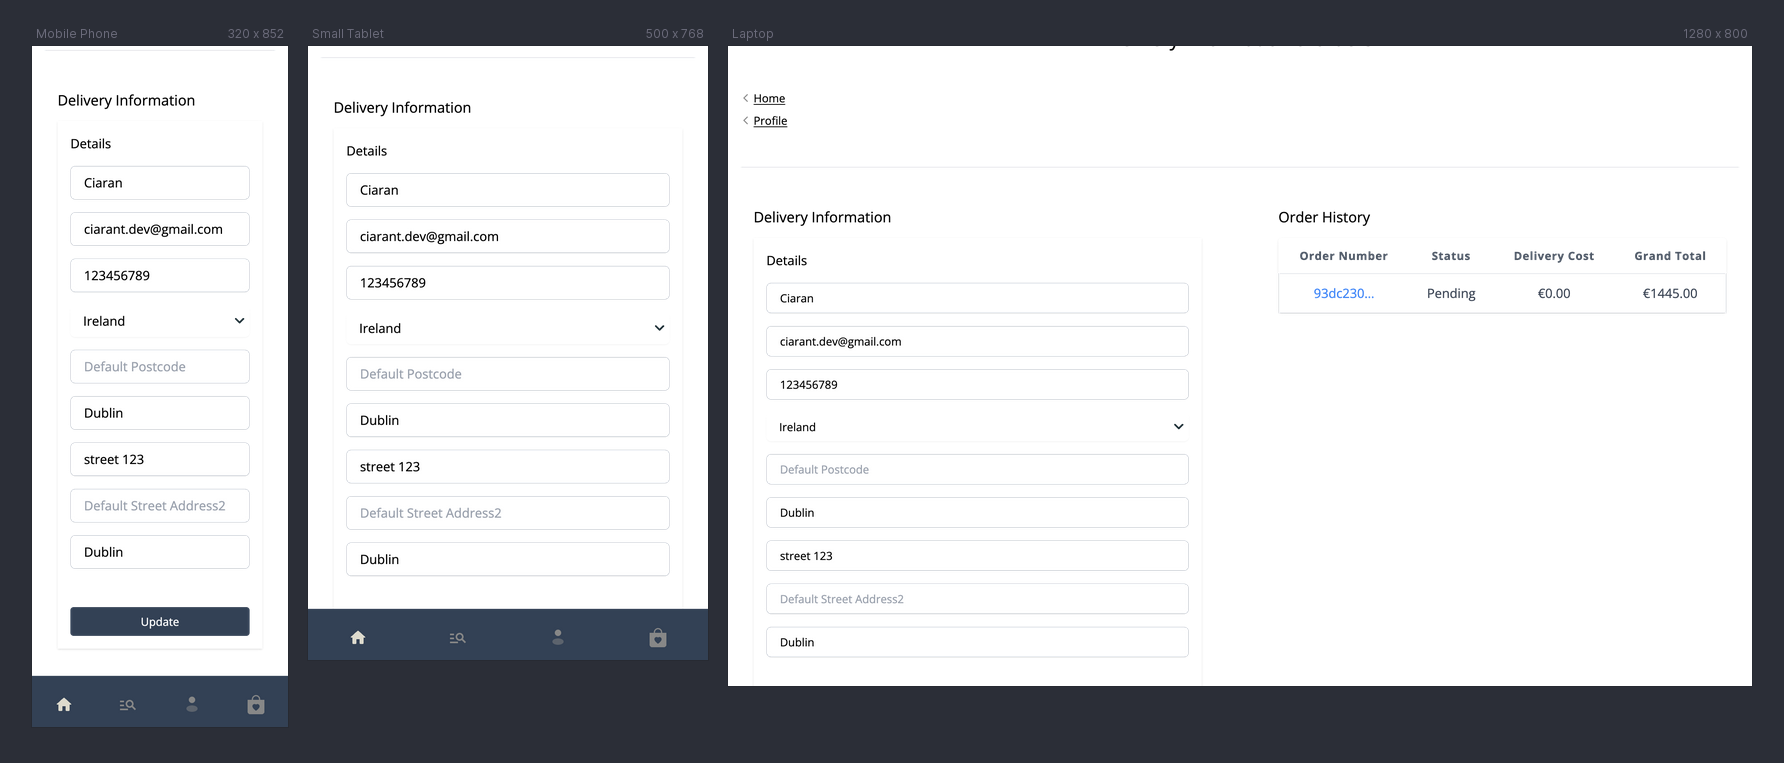 Mobile Phone 320 x 852
Delivery Information
Details
Ciaran
ciarant.dev@gmail.com
123456789
Ireland
Default Postcode
Dublin
street 123
Default Street Address2
Dublin
Update
Small Tablet 500 x 768
Delivery Information
Details
Ciaran
ciarant.dev@gmail.com
123456789
Ireland
Default Postcode
Dublin
street 123
Default Street Address2
Dublin
Laptop 1280 x 800
Home
Profile
Delivery Information
Details
Ciaran
ciarant.dev@gmail.com
123456789
Ireland
Default Postcode
Dublin
street 123
Default Street Address2
Dublin
Order History
Order Number Status Delivery Cost Grand Total
93dc230... Pending €0.00 €1445.00